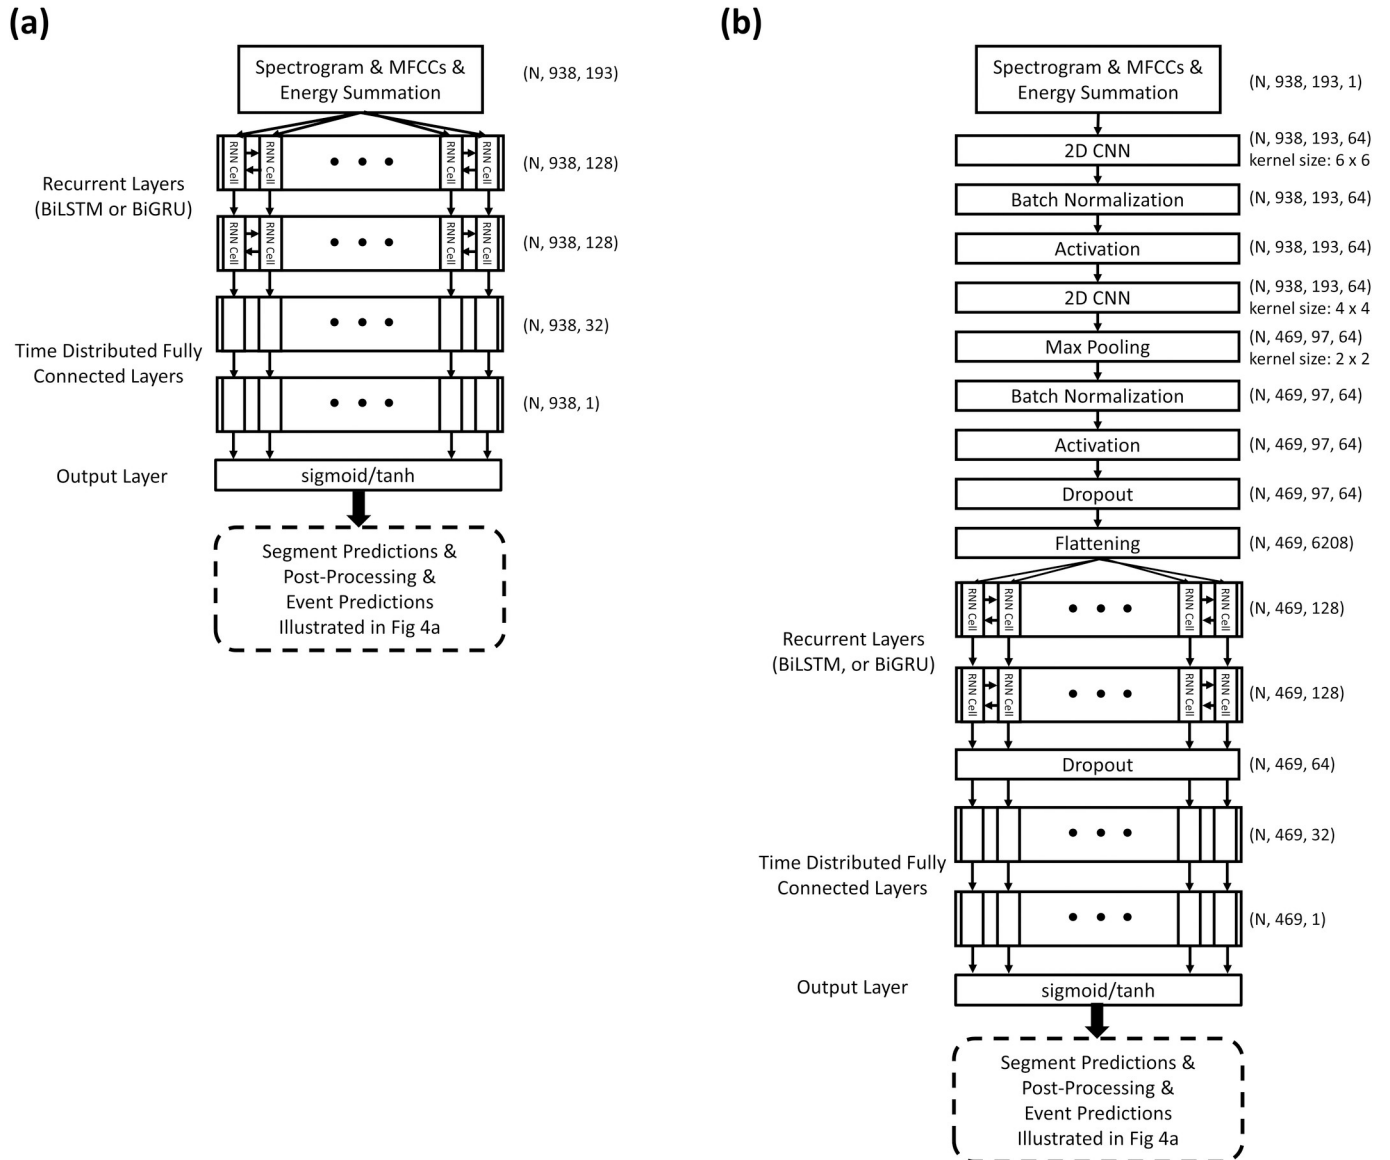 (a)
Spectrogram & MFCCs &
Energy Summation
(N, 938, 193)
RNN Cell
RNN Cell
RNN Cell
RNN Cell
(N, 938, 128)
Recurrent Layers
(BiLSTM or BiGRU)
RNN Cell
RNN Cell
RNN Cell
RNN Cell
(N, 938, 128)
(N, 938, 32)
Time Distributed Fully
Connected Layers
(N, 938, 1)
Output Layer
sigmoid/tanh
Segment Predictions &
Post-Processing &
Event Predictions
Illustrated in Fig 4a
(b)
Spectrogram & MFCCs &
Energy Summation
(N, 938, 193, 1)
2D CNN
(N, 938, 193, 64)
kernel size: 6 x 6
Batch Normalization
(N, 938, 193, 64)
Activation
(N, 938, 193, 64)
2D CNN
(N, 938, 193, 64)
kernel size: 4 x 4
Max Pooling
(N, 469, 97, 64)
kernel size: 2 x 2
Batch Normalization
(N, 469, 97, 64)
Activation
(N, 469, 97, 64)
Dropout
(N, 469, 97, 64)
Flattening
(N, 469, 6208)
RNN Cell
RNN Cell
RNN Cell
RNN Cell
(N, 469, 128)
Recurrent Layers
(BiLSTM, or BiGRU)
RNN Cell
RNN Cell
RNN Cell
RNN Cell
(N, 469, 128)
Dropout
(N, 469, 64)
(N, 469, 32)
Time Distributed Fully
Connected Layers
(N, 469, 1)
Output Layer
sigmoid/tanh
Segment Predictions &
Post-Processing &
Event Predictions
Illustrated in Fig 4a